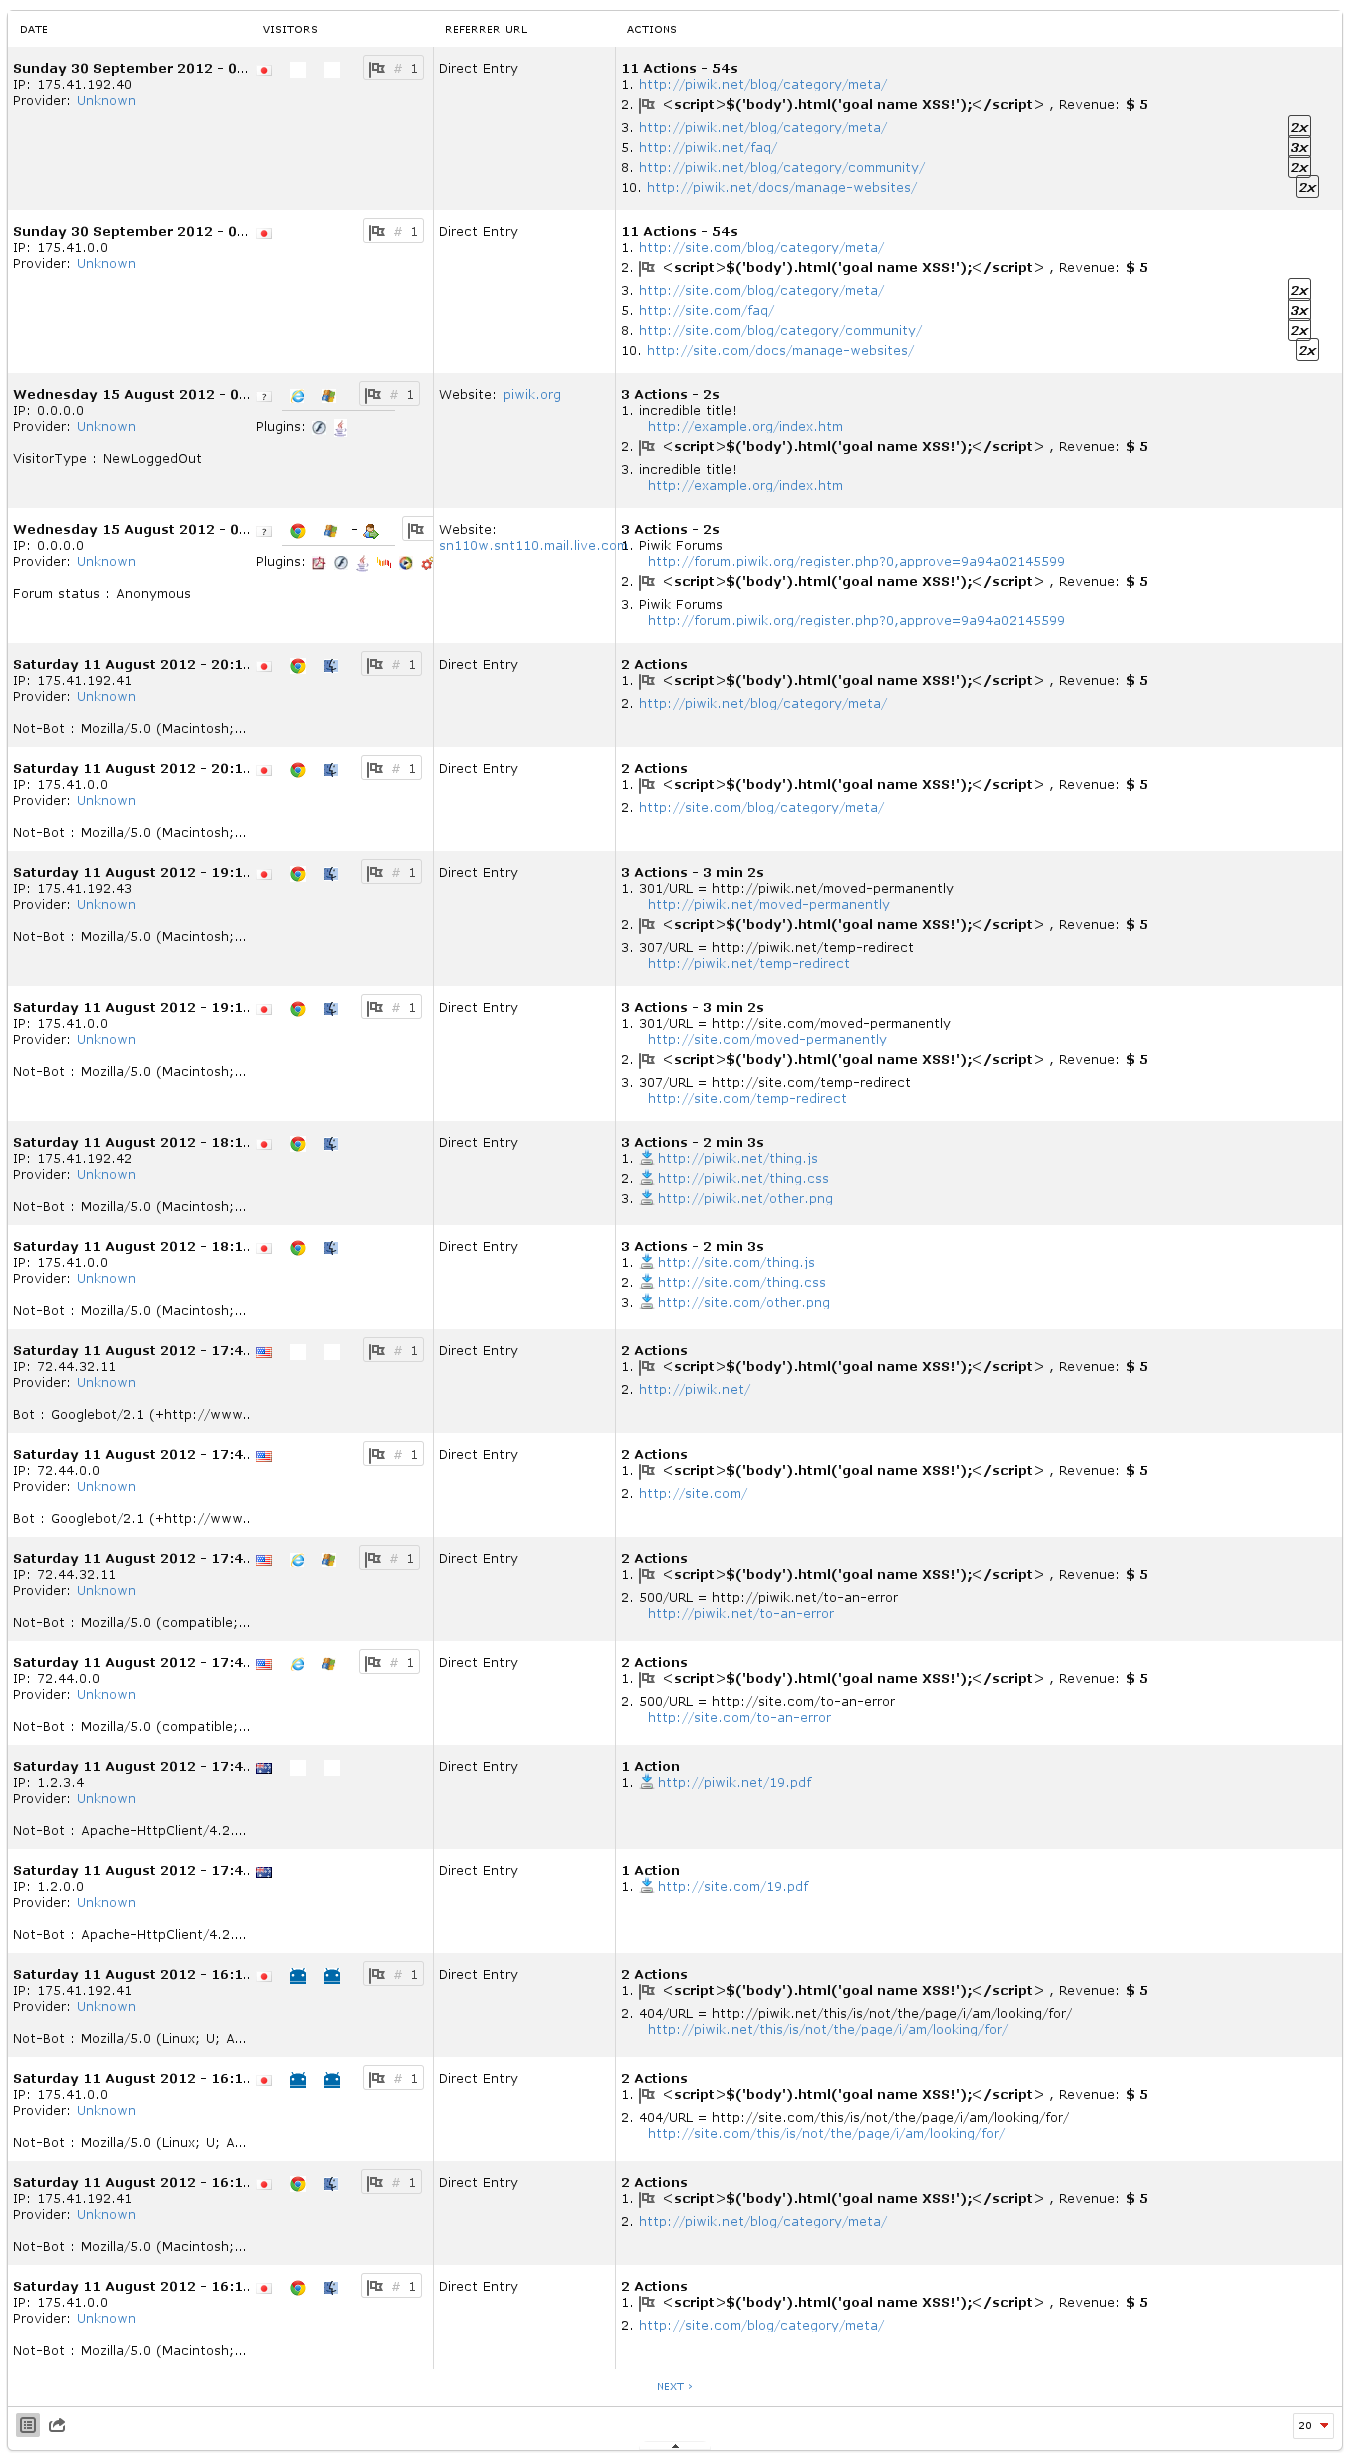 DATE VISITORS REFERRER URL ACTIONS
Sunday 30 September 2012 - 0... # 1 Direct Entry 11 Actions - 54s
IP: 175.41.192.40 1. http://piwik.net/blog/category/meta/
Provider: Unknown 2. <script>$('body').html('goal name XSS!');</script> , Revenue: $ 5
3. http://piwik.net/blog/category/meta/ 2x
5. http://piwik.net/faq/ 3x
8. http://piwik.net/blog/category/community/ 2x
10. http://piwik.net/docs/manage-websites/ 2x
Sunday 30 September 2012 - 0... # 1 Direct Entry 11 Actions - 54s
IP: 175.41.0.0 1. http://site.com/blog/category/meta/
Provider: Unknown 2. <script>$('body').html('goal name XSS!');</script> , Revenue: $ 5
3. http://site.com/blog/category/meta/ 2x
5. http://site.com/faq/ 3x
8. http://site.com/blog/category/community/ 2x
10. http://site.com/docs/manage-websites/ 2x
Wednesday 15 August 2012 - 0... ? # 1 Website: piwik.org 3 Actions - 2s
IP: 0.0.0.0 1. incredible title!
Provider: Unknown Plugins: http://example.org/index.htm
2. <script>$('body').html('goal name XSS!');</script> , Revenue: $ 5
VisitorType : NewLoggedOut
3. incredible title!
http://example.org/index.htm
Wednesday 15 August 2012 - 0... ? - Website: 3 Actions - 2s
IP: 0.0.0.0 sn110w.snt110.mail.live.com 1. Piwik Forums
Provider: Unknown Plugins: http://forum.piwik.org/register.php?0,approve=9a94a02145599
2. <script>$('body').html('goal name XSS!');</script> , Revenue: $ 5
Forum status : Anonymous
3. Piwik Forums
http://forum.piwik.org/register.php?0,approve=9a94a02145599
Saturday 11 August 2012 - 20:1... # 1 Direct Entry 2 Actions
IP: 175.41.192.41 1. <script>$('body').html('goal name XSS!');</script> , Revenue: $ 5
Provider: Unknown
2. http://piwik.net/blog/category/meta/
Not-Bot : Mozilla/5.0 (Macintosh;...
Saturday 11 August 2012 - 20:1... # 1 Direct Entry 2 Actions
IP: 175.41.0.0 1. <script>$('body').html('goal name XSS!');</script> , Revenue: $ 5
Provider: Unknown
2. http://site.com/blog/category/meta/
Not-Bot : Mozilla/5.0 (Macintosh;...
Saturday 11 August 2012 - 19:1... # 1 Direct Entry 3 Actions - 3 min 2s
IP: 175.41.192.43 1. 301/URL = http://piwik.net/moved-permanently
Provider: Unknown http://piwik.net/moved-permanently
2. <script>$('body').html('goal name XSS!');</script> , Revenue: $ 5
Not-Bot : Mozilla/5.0 (Macintosh;...
3. 307/URL = http://piwik.net/temp-redirect
http://piwik.net/temp-redirect
Saturday 11 August 2012 - 19:1... # 1 Direct Entry 3 Actions - 3 min 2s
IP: 175.41.0.0 1. 301/URL = http://site.com/moved-permanently
Provider: Unknown http://site.com/moved-permanently
2. <script>$('body').html('goal name XSS!');</script> , Revenue: $ 5
Not-Bot : Mozilla/5.0 (Macintosh;...
3. 307/URL = http://site.com/temp-redirect
http://site.com/temp-redirect
Saturday 11 August 2012 - 18:1... Direct Entry 3 Actions - 2 min 3s
IP: 175.41.192.42 1. http://piwik.net/thing.js
Provider: Unknown 2. http://piwik.net/thing.css
3. http://piwik.net/other.png
Not-Bot : Mozilla/5.0 (Macintosh;...
Saturday 11 August 2012 - 18:1... Direct Entry 3 Actions - 2 min 3s
IP: 175.41.0.0 1. http://site.com/thing.js
Provider: Unknown 2. http://site.com/thing.css
3. http://site.com/other.png
Not-Bot : Mozilla/5.0 (Macintosh;...
Saturday 11 August 2012 - 17:4... # 1 Direct Entry 2 Actions
IP: 72.44.32.11 1. <script>$('body').html('goal name XSS!');</script> , Revenue: $ 5
Provider: Unknown 2. http://piwik.net/
Bot : Googlebot/2.1 (+http://www...
Saturday 11 August 2012 - 17:4... # 1 Direct Entry 2 Actions
IP: 72.44.0.0 1. <script>$('body').html('goal name XSS!');</script> , Revenue: $ 5
Provider: Unknown 2. http://site.com/
Bot : Googlebot/2.1 (+http://www...
Saturday 11 August 2012 - 17:4... # 1 Direct Entry 2 Actions
IP: 72.44.32.11 1. <script>$('body').html('goal name XSS!');</script> , Revenue: $ 5
Provider: Unknown 2. 500/URL = http://piwik.net/to-an-error
http://piwik.net/to-an-error
Not-Bot : Mozilla/5.0 (compatible;...
Saturday 11 August 2012 - 17:4... # 1 Direct Entry 2 Actions
IP: 72.44.0.0 1. <script>$('body').html('goal name XSS!');</script> , Revenue: $ 5
Provider: Unknown 2. 500/URL = http://site.com/to-an-error
http://site.com/to-an-error
Not-Bot : Mozilla/5.0 (compatible;...
Saturday 11 August 2012 - 17:4... Direct Entry 1 Action
IP: 1.2.3.4 1. http://piwik.net/19.pdf
Provider: Unknown
Not-Bot : Apache-HttpClient/4.2....
Saturday 11 August 2012 - 17:4... Direct Entry 1 Action
IP: 1.2.0.0 1. http://site.com/19.pdf
Provider: Unknown
Not-Bot : Apache-HttpClient/4.2....
Saturday 11 August 2012 - 16:1... # 1 Direct Entry 2 Actions
IP: 175.41.192.41 1. <script>$('body').html('goal name XSS!');</script> , Revenue: $ 5
Provider: Unknown 2. 404/URL = http://piwik.net/this/is/not/the/page/i/am/looking/for/
http://piwik.net/this/is/not/the/page/i/am/looking/for/
Not-Bot : Mozilla/5.0 (Linux; U; A...
Saturday 11 August 2012 - 16:1... # 1 Direct Entry 2 Actions
IP: 175.41.0.0 1. <script>$('body').html('goal name XSS!');</script> , Revenue: $ 5
Provider: Unknown 2. 404/URL = http://site.com/this/is/not/the/page/i/am/looking/for/
http://site.com/this/is/not/the/page/i/am/looking/for/
Not-Bot : Mozilla/5.0 (Linux; U; A...
Saturday 11 August 2012 - 16:1... # 1 Direct Entry 2 Actions
IP: 175.41.192.41 1. <script>$('body').html('goal name XSS!');</script> , Revenue: $ 5
Provider: Unknown 2. http://piwik.net/blog/category/meta/
Not-Bot : Mozilla/5.0 (Macintosh;...
Saturday 11 August 2012 - 16:1... # 1 Direct Entry 2 Actions
IP: 175.41.0.0 1. <script>$('body').html('goal name XSS!');</script> , Revenue: $ 5
Provider: Unknown 2. http://site.com/blog/category/meta/
Not-Bot : Mozilla/5.0 (Macintosh;...
NEXT ›
20